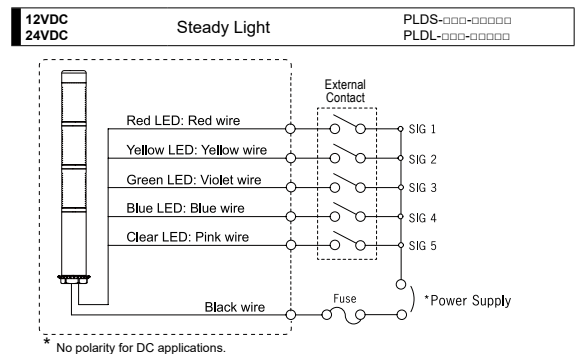 12VDC
24VDC
Steady Light
PLDS-□□□-□□□□□
PLDL-□□□-□□□□□
External
Contact
Red LED: Red wire
SIG 1
Yellow LED: Yellow wire
SIG 2
Green LED: Violet wire
SIG 3
Blue LED: Blue wire
SIG 4
Clear LED: Pink wire
SIG 5
Black wire
Fuse
*Power Supply
* No polarity for DC applications.